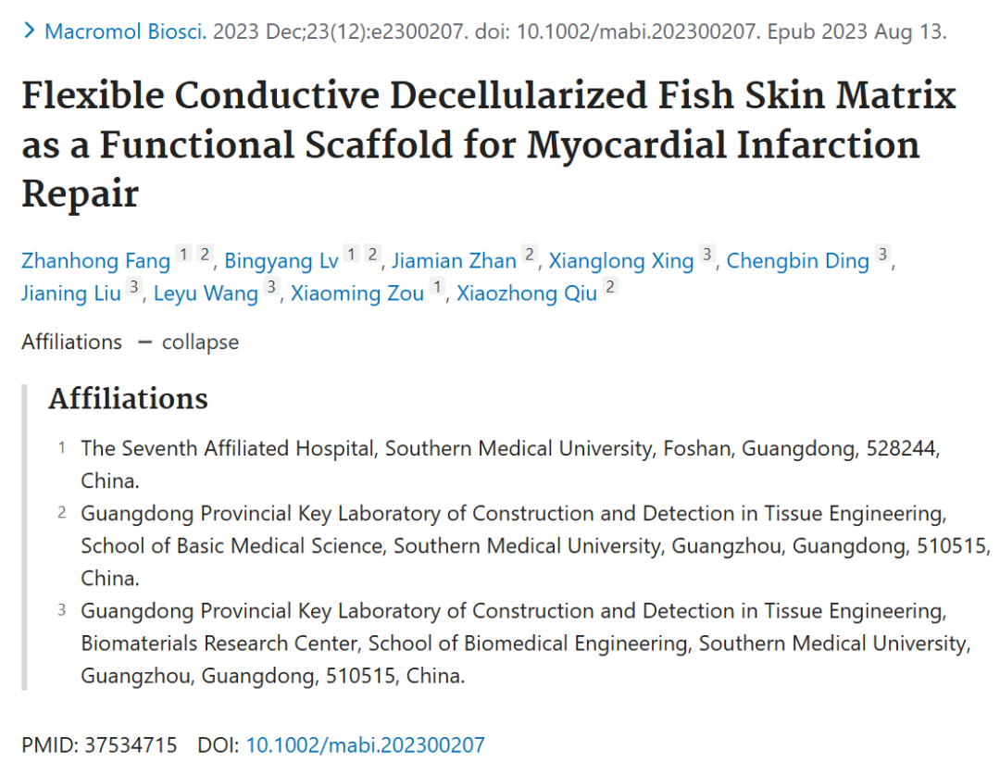 > Macromol Biosci. 2023 Dec;23(12):e2300207. doi: 10.1002/mabi.202300207. Epub 2023 Aug 13.
Flexible Conductive Decellularized Fish Skin Matrix
as a Functional Scaffold for Myocardial Infarction
Repair
Zhanhong Fang 1 2, Bingyang Lv 1 2, Jiamian Zhan 2, Xianglong Xing 3, Chengbin Ding 3,
Jianing Liu 3, Leyu Wang 3, Xiaoming Zou 1, Xiaozhong Qiu 2
Affiliations — collapse
Affiliations
1 The Seventh Affiliated Hospital, Southern Medical University, Foshan, Guangdong, 528244,
China.
2 Guangdong Provincial Key Laboratory of Construction and Detection in Tissue Engineering,
School of Basic Medical Science, Southern Medical University, Guangzhou, Guangdong, 510515,
China.
3 Guangdong Provincial Key Laboratory of Construction and Detection in Tissue Engineering,
Biomaterials Research Center, School of Biomedical Engineering, Southern Medical University,
Guangzhou, Guangdong, 510515, China.
PMID: 37534715 DOI: 10.1002/mabi.202300207